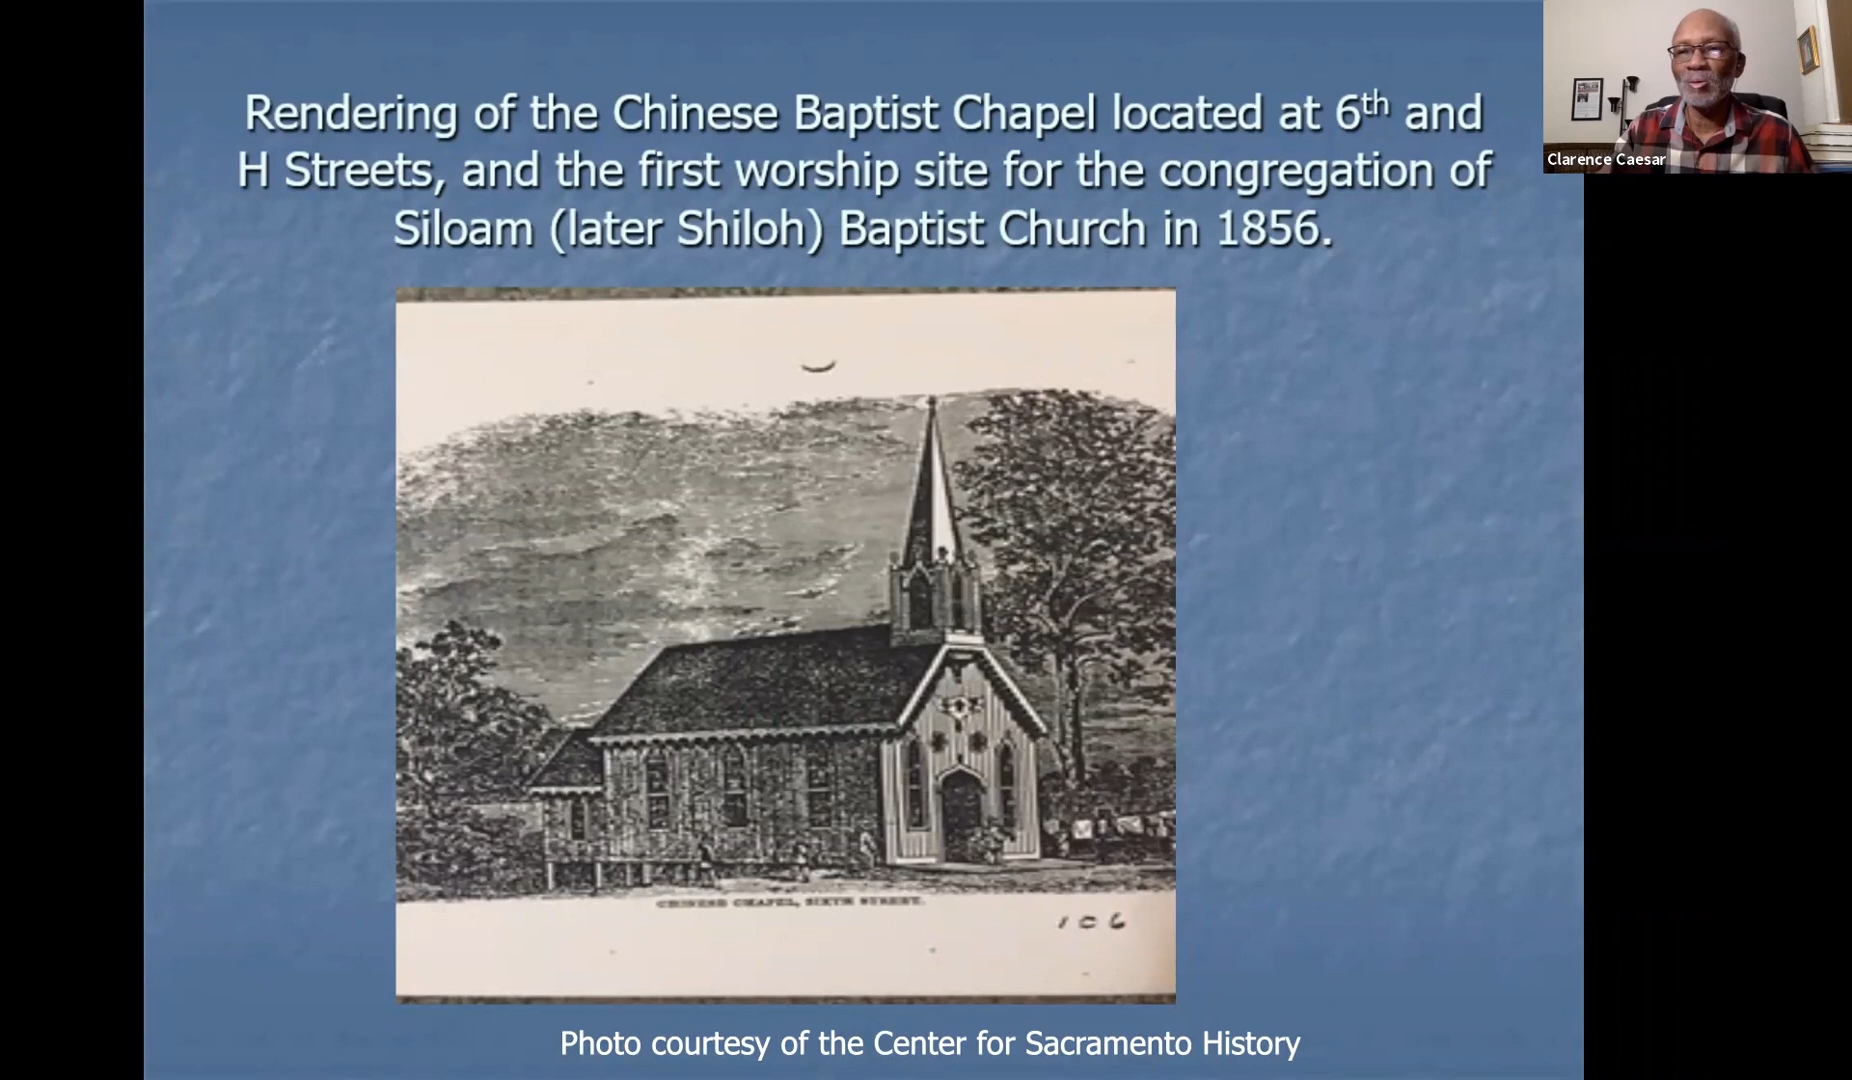 Rendering of the Chinese Baptist Chapel located at 6th and
H Streets, and the first worship site for the congregation of
Siloam (later Shiloh) Baptist Church in 1856.
Clarence Caesar
CHINESE CHAPEL, SIXTH STREET.
106
Photo courtesy of the Center for Sacramento History